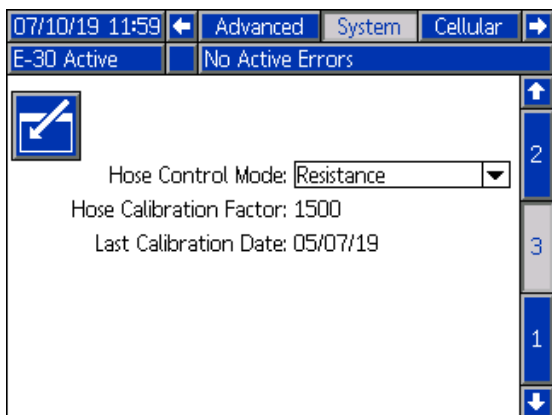 07/10/19 11:59 Advanced System Cellular
E-30 Active No Active Errors
2
Hose Control Mode: Resistance
Hose Calibration Factor: 1500
Last Calibration Date: 05/07/19
3
1